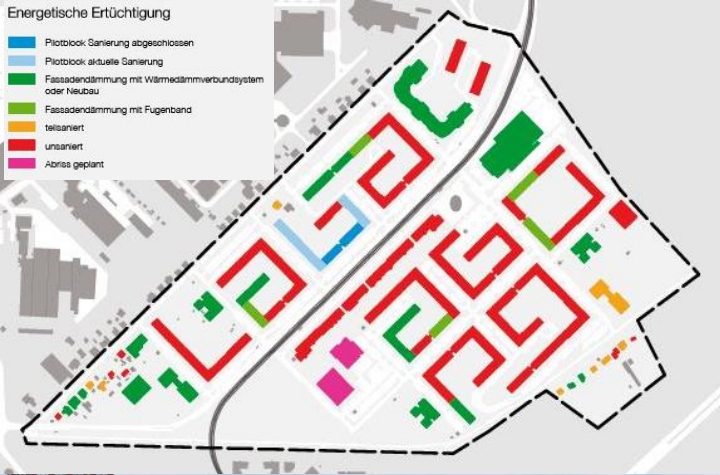 Energetische Ertüchtigung
Pilotblock Sanierung abgeschlossen
Pilotblock aktuelle Sanierung
Fassadendämmung mit Wärmedämmverbundsystem
oder Neubau
Fassadendämmung mit Fugenband
teilsaniert
unsaniert
Abriss geplant